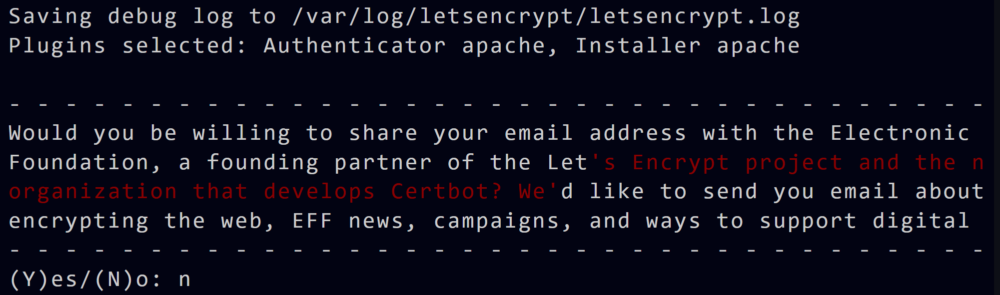 Saving debug log to /var/log/letsencrypt/letsencrypt.log
Plugins selected: Authenticator apache, Installer apache
- - - - - - - - - - - - - - - - - - - - - - - - - - - - - - - - - - -
Would you be willing to share your email address with the Electronic
Foundation, a founding partner of the Let's Encrypt project and the n
organization that develops Certbot? We'd like to send you email about
encrypting the web, EFF news, campaigns, and ways to support digital
- - - - - - - - - - - - - - - - - - - - - - - - - - - - - - - - - - -
(Y)es/(N)o: n